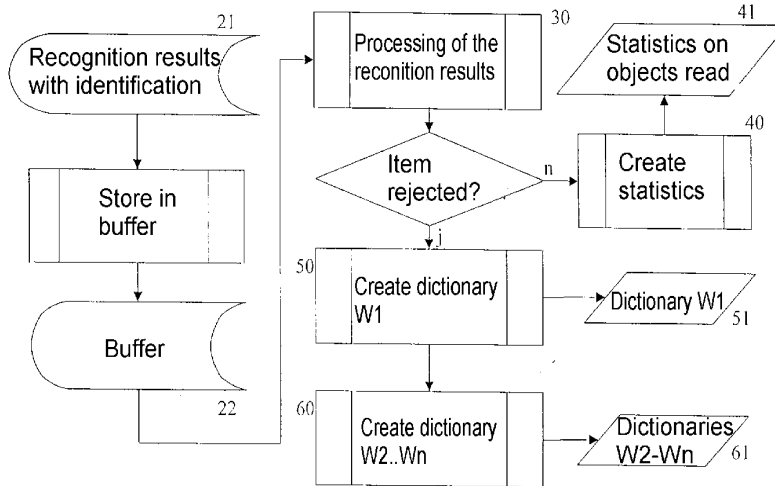 21
Recognition results
with identification
Store in
buffer
Buffer
22
30
Processing of the
reconition results
Item
rejected?
n
j
41
Statistics on
objects read
40
Create
statistics
50
Create dictionary
W1
Dictionary W1
51
60
Create dictionary
W2..Wn
Dictionaries
W2-Wn
61